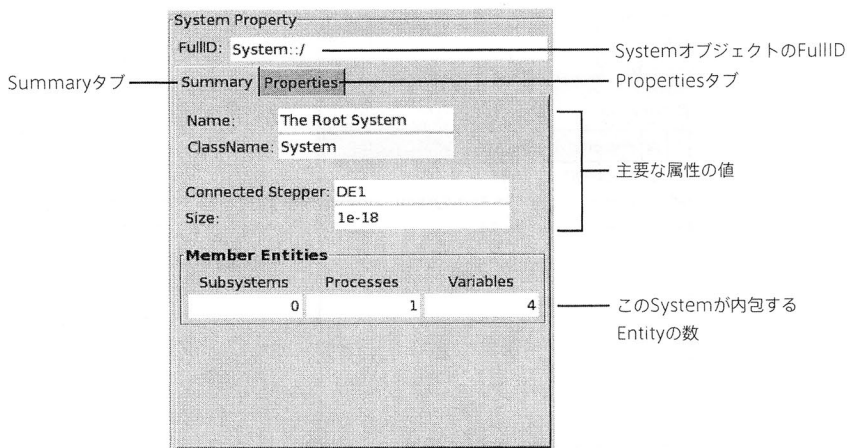 System Property
FullID: System::/
SystemオブジェクトのFullID
Summaryタブ
Summary Properties
Propertiesタブ
Name: The Root System
ClassName: System
主要な属性の値
Connected Stepper: DE1
Size: 1e-18
Member Entities
Subsystems Processes Variables
0 1 4
このSystemが内包する
Entityの数